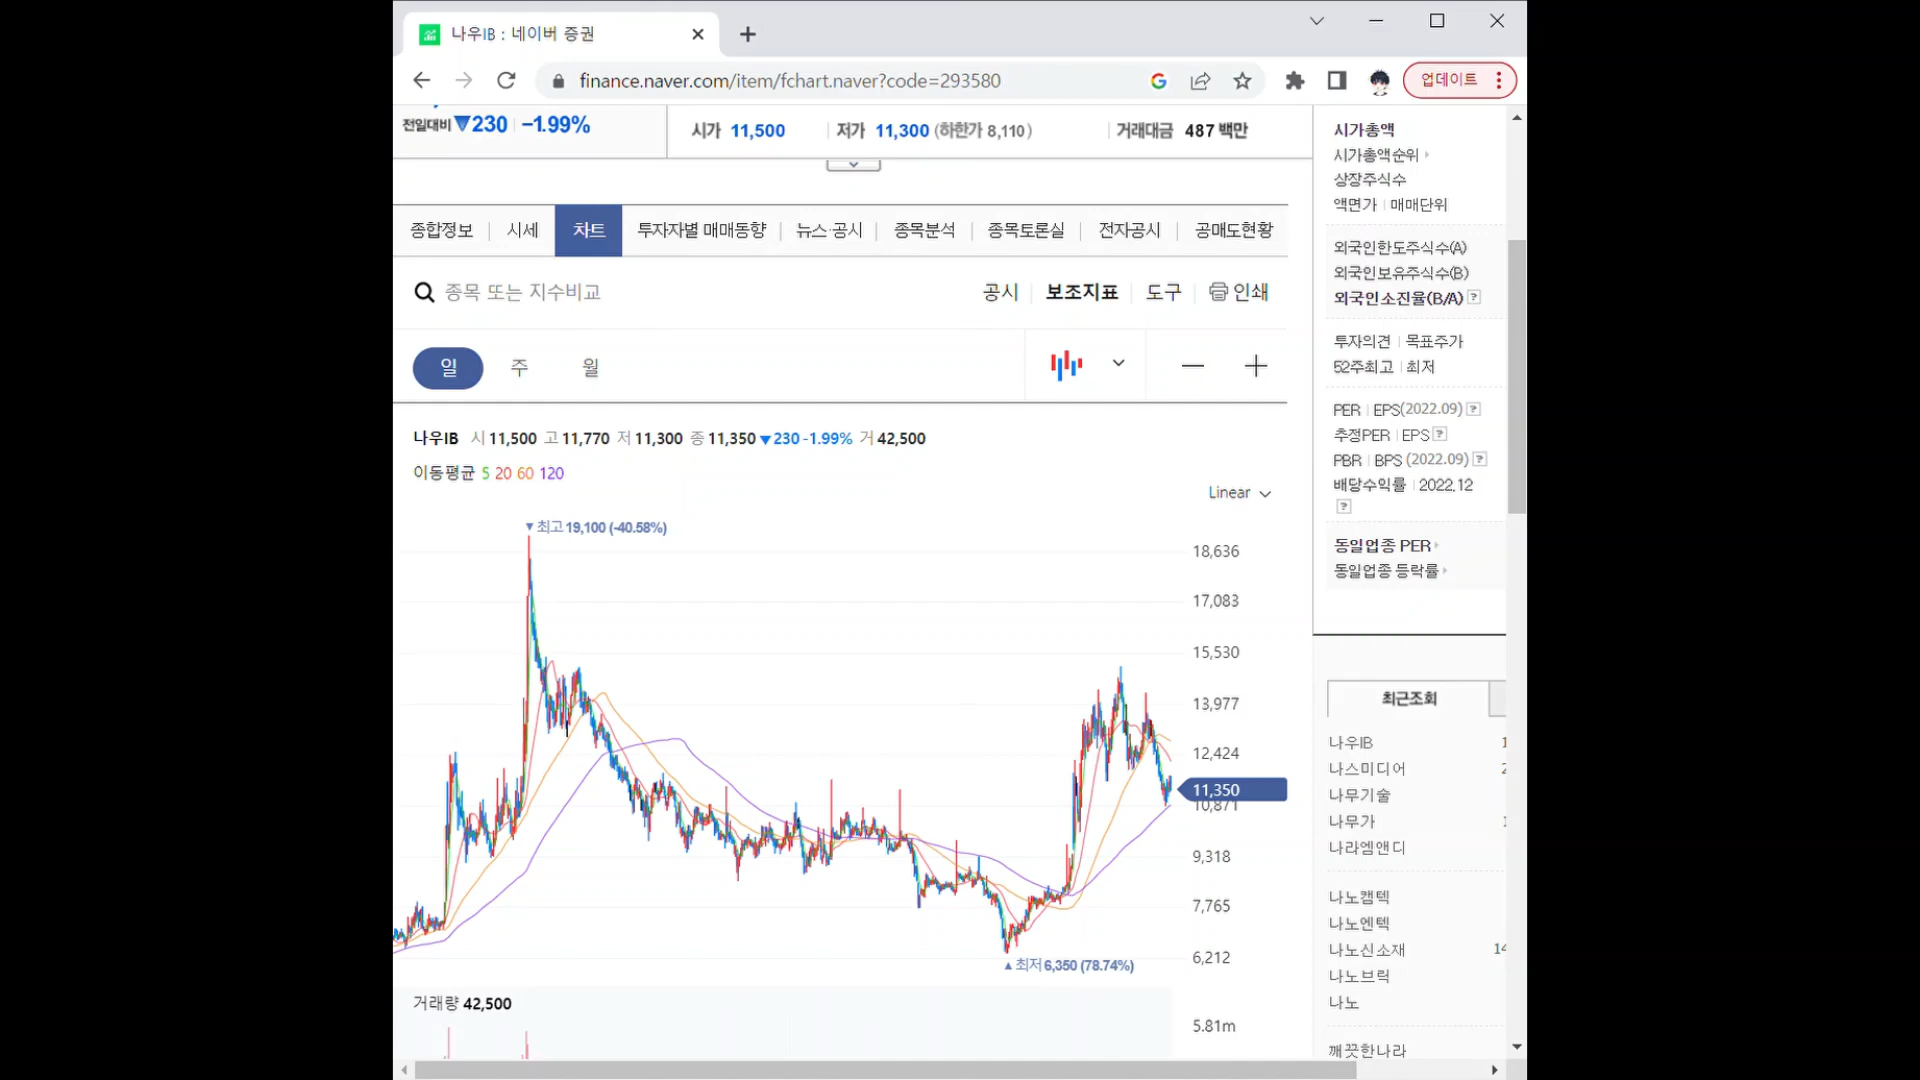 나우IB : 네이버 증권
finance.naver.com/item/fchart.naver?code=293580
업데이트
전일대비 ▼230 −1.99%
시가 11,500 저가 11,300 (하한가 8,110) 거래대금 487 백만
종합정보 시세 차트 투자자별 매매동향 뉴스·공시 종목분석 종목토론실 전자공시 공매도현황
종목 또는 지수비교
공시 보조지표 도구 인쇄
일 주 월
나우IB 시 11,500 고 11,770 저 11,300 종 11,350 ▼230 -1.99% 거 42,500
이동평균 5 20 60 120
Linear
▼최고 19,100 (-40.58%)
18,636
17,083
15,530
13,977
12,424
11,350
10,871
9,318
7,765
6,212
▲최저 6,350 (78.74%)
거래량 42,500
5.81m
시가총액
시가총액순위
상장주식수
액면가 매매단위
외국인한도주식수(A)
외국인보유주식수(B)
외국인소진율(B/A) ?
투자의견 목표주가
52주최고 최저
PER EPS(2022.09) ?
추정PER EPS ?
PBR BPS (2022.09) ?
배당수익률 2022.12
?
동일업종 PER
동일업종 등락률
최근조회
나우IB 1
나스미디어 2
나무기술
나무가 1
나라엠앤디
나노캠텍
나노엔텍
나노신소재 14
나노브릭
나노
깨끗한나라